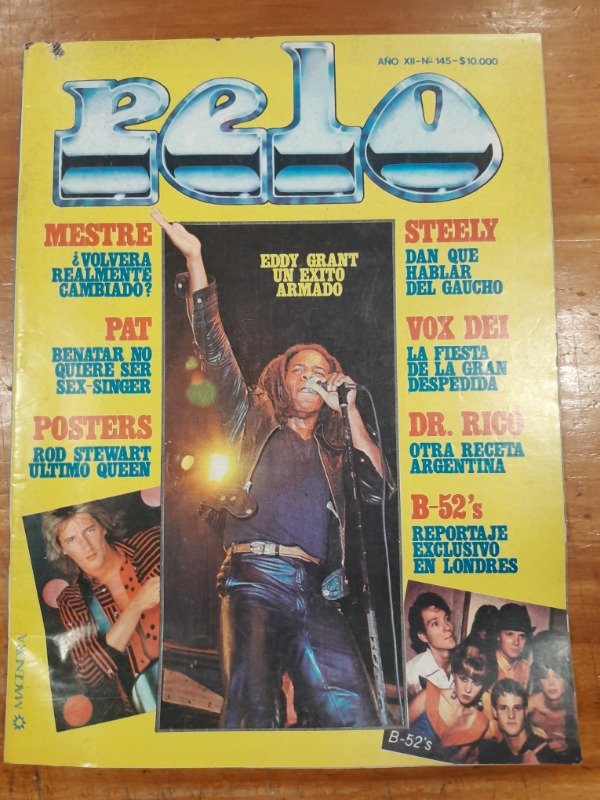 pelo
AÑO XII-Nº 145-$10.000
MESTRE
¿VOLVERA
REALMENTE
CAMBIADO?
PAT
BENATAR NO
QUIERE SER
SEX-SINGER
POSTERS
ROD STEWART
ULTIMO QUEEN
EDDY GRANT
UN EXITO
ARMADO
STEELY
DAN QUE
HABLAR
DEL GAUCHO
VOX DEI
LA FIESTA
DE LA GRAN
DESPEDIDA
DR. RICO
OTRA RECETA
ARGENTINA
B-52's
REPORTAJE
EXCLUSIVO
EN LONDRES
B-52's